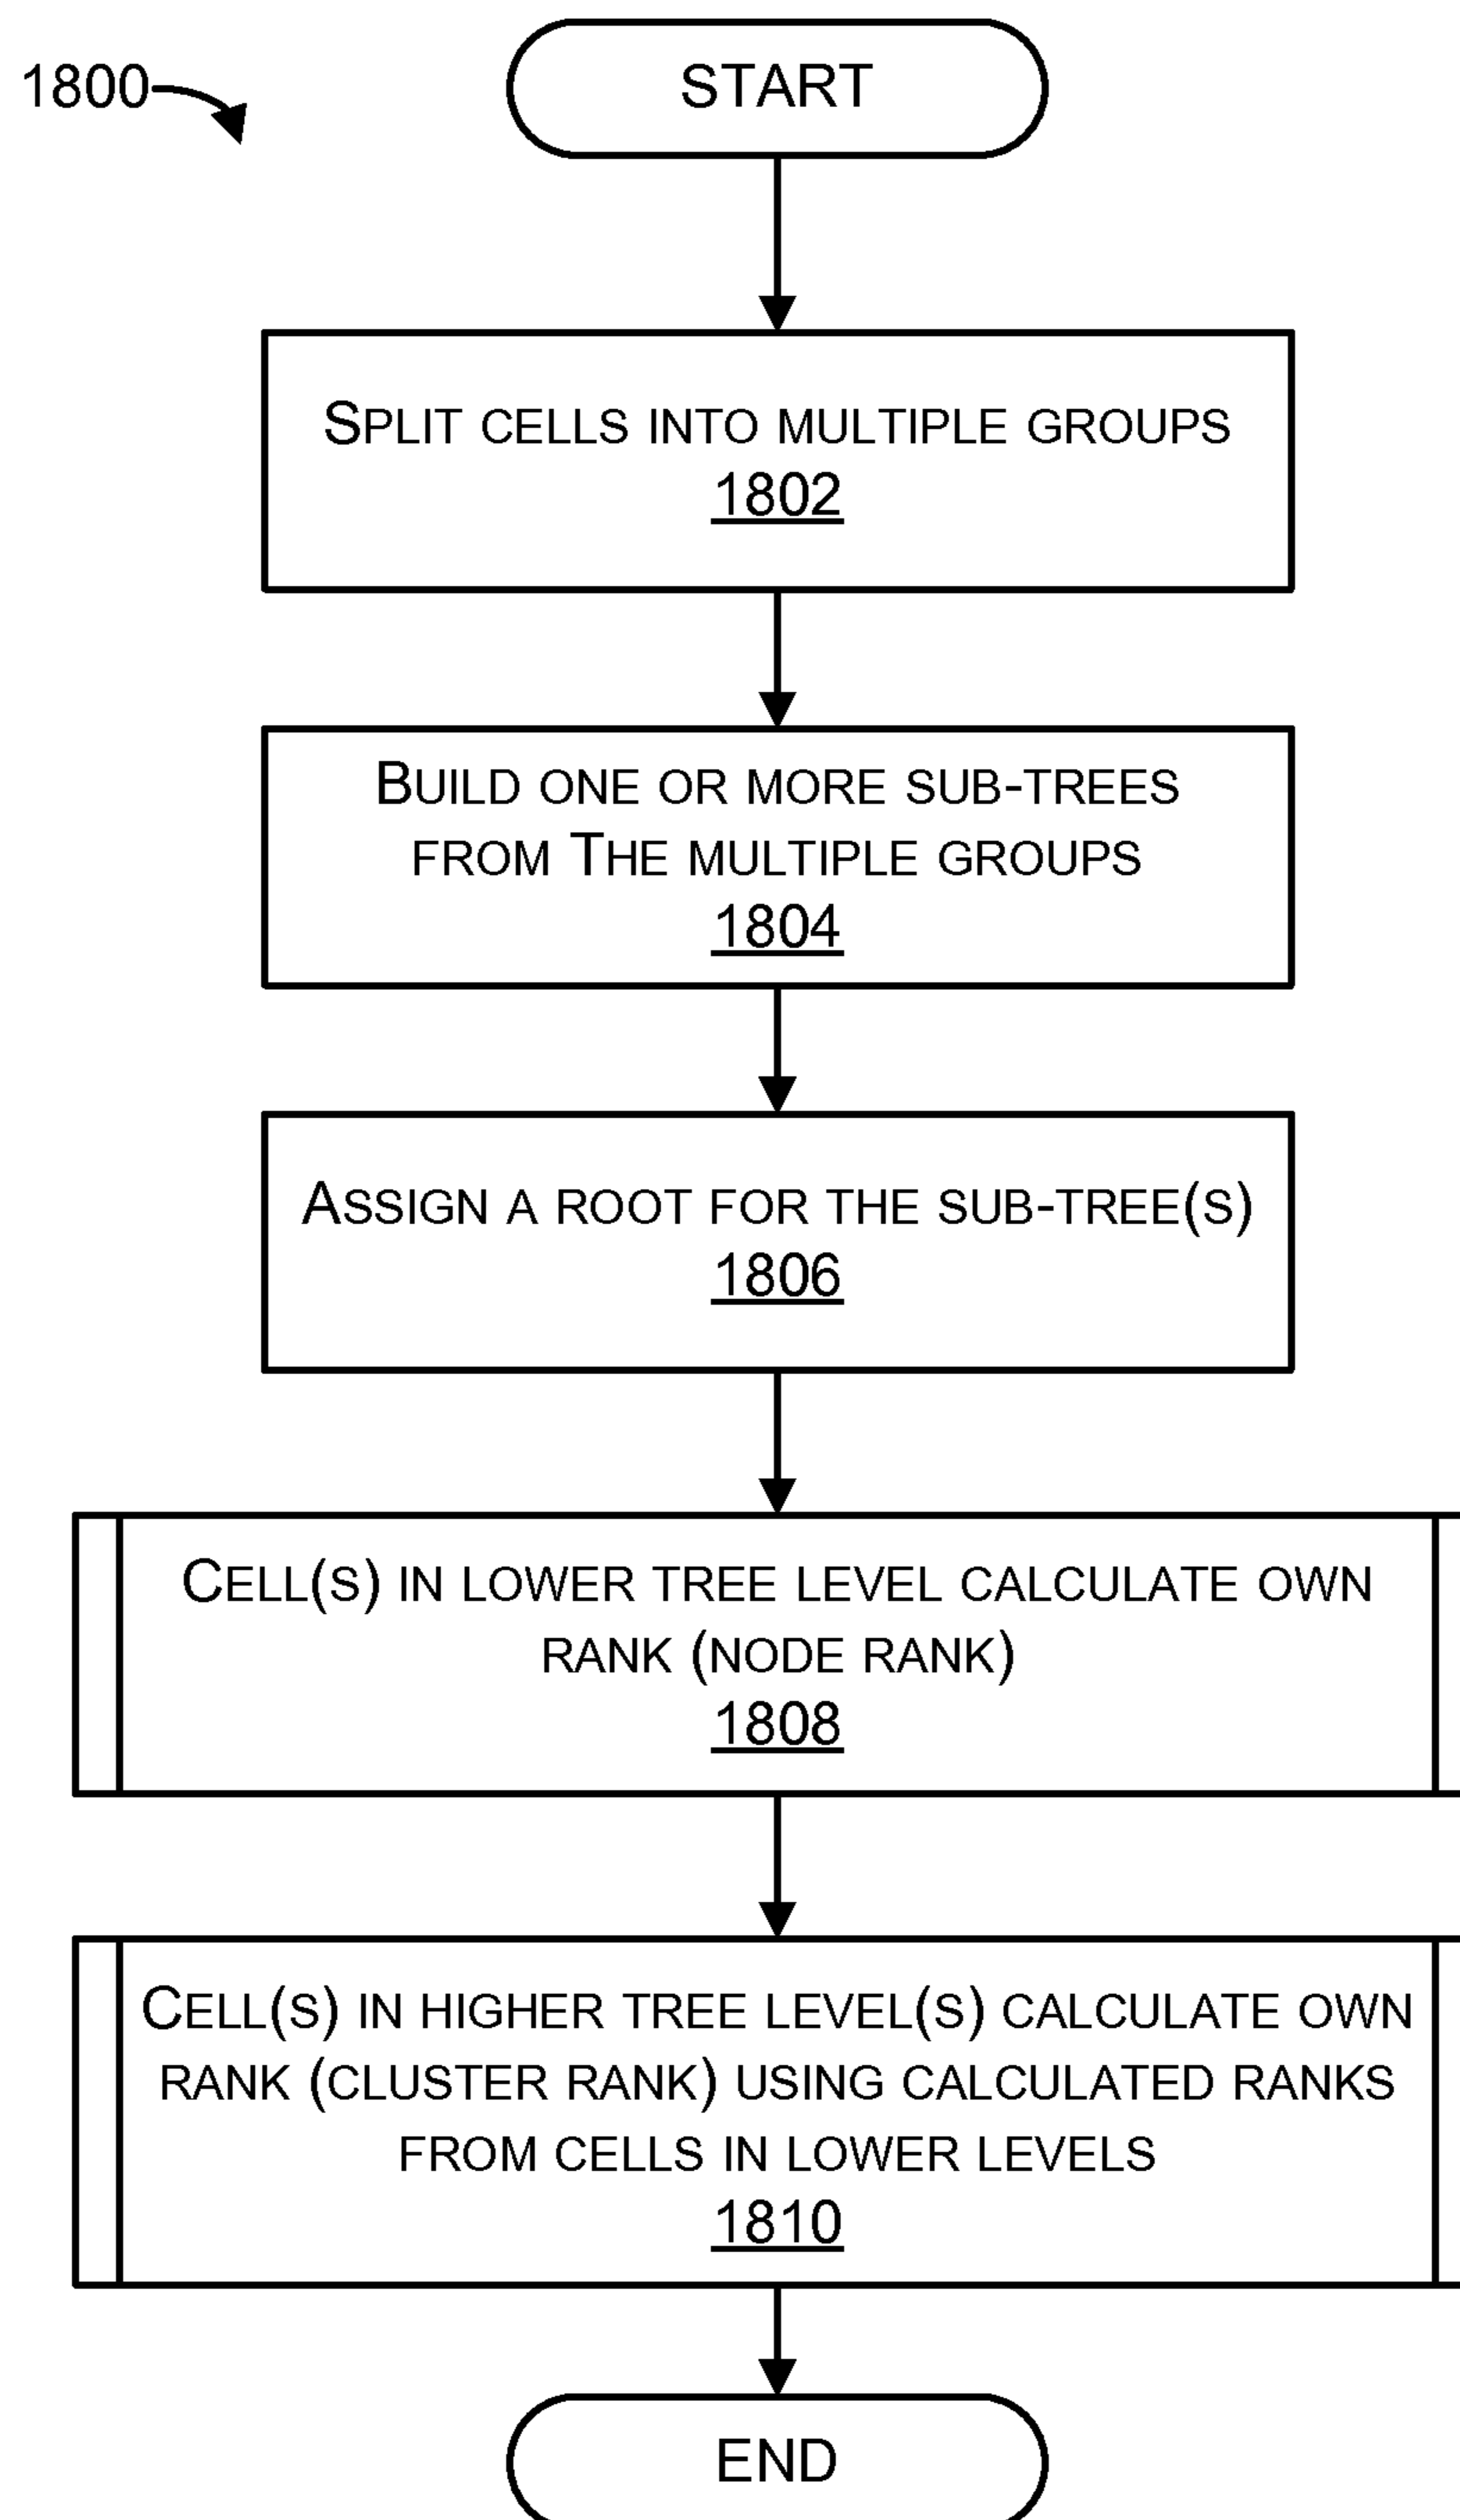 1800
START
SPLIT CELLS INTO MULTIPLE GROUPS
1802
BUILD ONE OR MORE SUB-TREES
FROM THE MULTIPLE GROUPS
1804
ASSIGN A ROOT FOR THE SUB-TREE(S)
1806
CELL(S) IN LOWER TREE LEVEL CALCULATE OWN
RANK (NODE RANK)
1808
CELL(S) IN HIGHER TREE LEVEL(S) CALCULATE OWN
RANK (CLUSTER RANK) USING CALCULATED RANKS
FROM CELLS IN LOWER LEVELS
1810
END